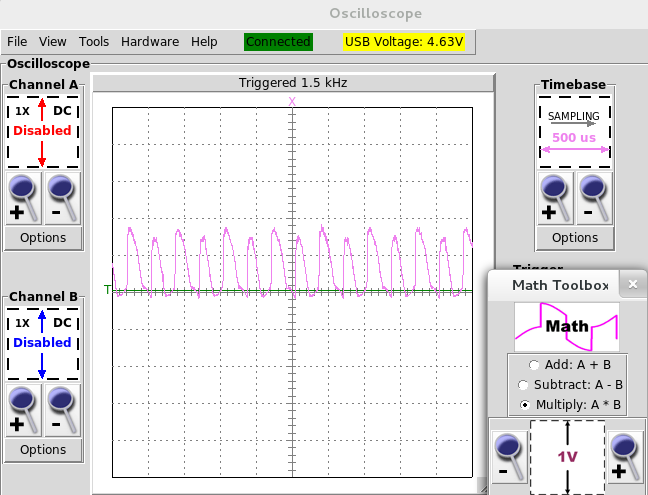 Oscilloscope
File View Tools Hardware Help Connected USB Voltage: 4.63V
Oscilloscope
Channel A
1X DC
Disabled
+ -
Options
Channel B
1X DC
Disabled
+ -
Options
Triggered 1.5 kHz
X
T
Timebase
SAMPLING
500 us
+ -
Options
Trigger
Math Toolbox ×
Math
Add: A + B
Subtract: A - B
Multiply: A * B
- 1V +